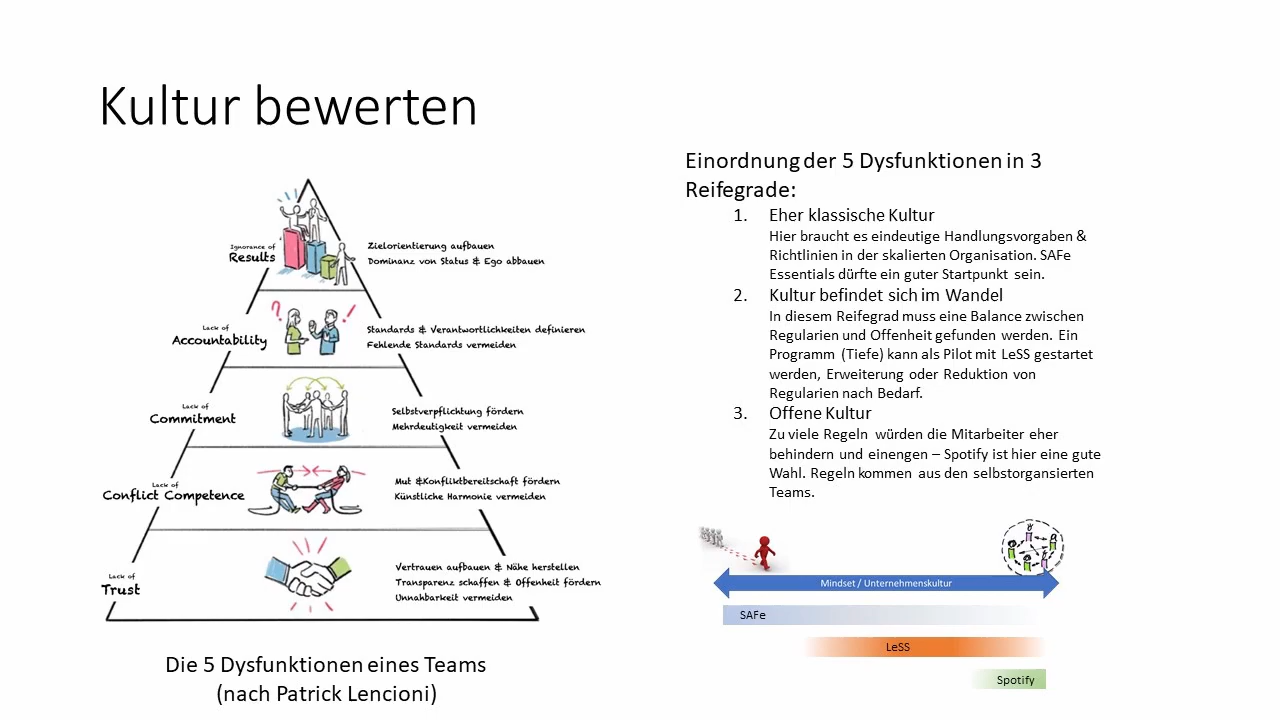 Kultur bewerten
Ignorance of
Results
Zielorientierung aufbauen
Dominanz von Status & Ego abbauen
Lack of
Accountability
Standards & Verantwortlichkeiten definieren
Fehlende Standards vermeiden
Lack of
Commitment
Selbstverpflichtung fördern
Mehrdeutigkeit vermeiden
Lack of
Conflict Competence
Mut &Konfliktbereitschaft fördern
Künstliche Harmonie vermeiden
Lack of
Trust
Vertrauen aufbauen & Nähe herstellen
Transparenz schaffen & Offenheit fördern
Unnahbarkeit vermeiden
Die 5 Dysfunktionen eines Teams
(nach Patrick Lencioni)
Einordnung der 5 Dysfunktionen in 3
Reifegrade:
1. Eher klassische Kultur
Hier braucht es eindeutige Handlungsvorgaben &
Richtlinien in der skalierten Organisation. SAFe
Essentials dürfte ein guter Startpunkt sein.
2. Kultur befindet sich im Wandel
In diesem Reifegrad muss eine Balance zwischen
Regularien und Offenheit gefunden werden. Ein
Programm (Tiefe) kann als Pilot mit LeSS gestartet
werden, Erweiterung oder Reduktion von
Regularien nach Bedarf.
3. Offene Kultur
Zu viele Regeln würden die Mitarbeiter eher
behindern und einengen – Spotify ist hier eine gute
Wahl. Regeln kommen aus den selbstorgansierten
Teams.
Mindset / Unternehmenskultur
SAFe
LeSS
Spotify